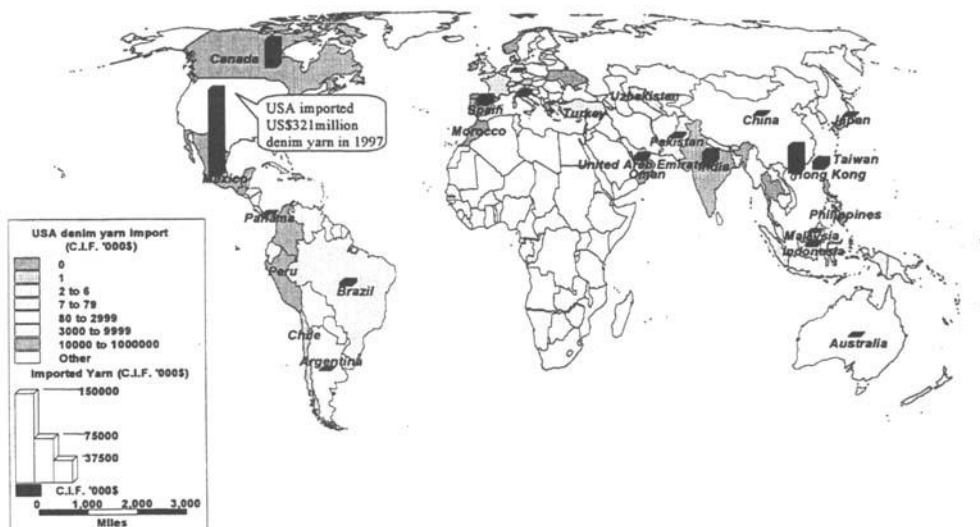 Canada
USA imported
US$321million
denim yarn in 1997
Mexico
Panama
Peru
Brazil
Chile
Argentina
Spain
Morocco
Turkey
Uzbekistan
Pakistan
United Arab Emirates
Oman
India
China
Japan
Taiwan
Hong Kong
Philippines
Malaysia
Indonesia
Australia
USA denim yarn import
(C.I.F. '000$)
0
1
2 to 6
7 to 79
80 to 2999
3000 to 9999
10000 to 1000000
Other
Imported Yarn (C.I.F. '000$)
150000
75000
37500
C.I.F. '000$
0 1,000 2,000 3,000
Miles